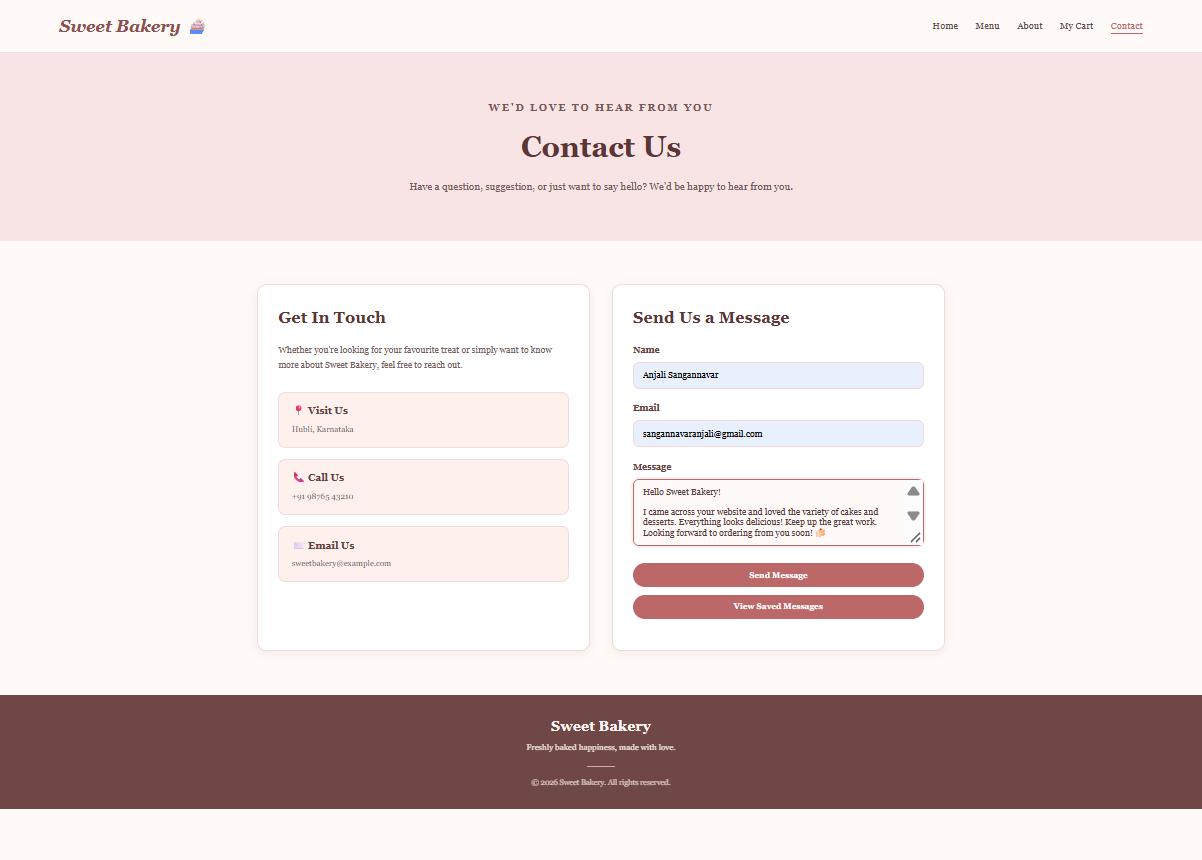 Sweet Bakery 🧁
Home Menu About My Cart Contact
WE'D LOVE TO HEAR FROM YOU
Contact Us
Have a question, suggestion, or just want to say hello? We'd be happy to hear from you.
Get In Touch
Whether you're looking for your favourite treat or simply want to know
more about Sweet Bakery, feel free to reach out.
📍 Visit Us
Hubli, Karnataka
📞 Call Us
+91 98765 43210
✉️ Email Us
sweetbakery@example.com
Send Us a Message
Name
Anjali Sangannavar
Email
sangannavaranjali@gmail.com
Message
Hello Sweet Bakery!
I came across your website and loved the variety of cakes and
desserts. Everything looks delicious! Keep up the great work.
Looking forward to ordering from you soon! 🍰
Send Message
View Saved Messages
Sweet Bakery
Freshly baked happiness, made with love.
© 2026 Sweet Bakery. All rights reserved.